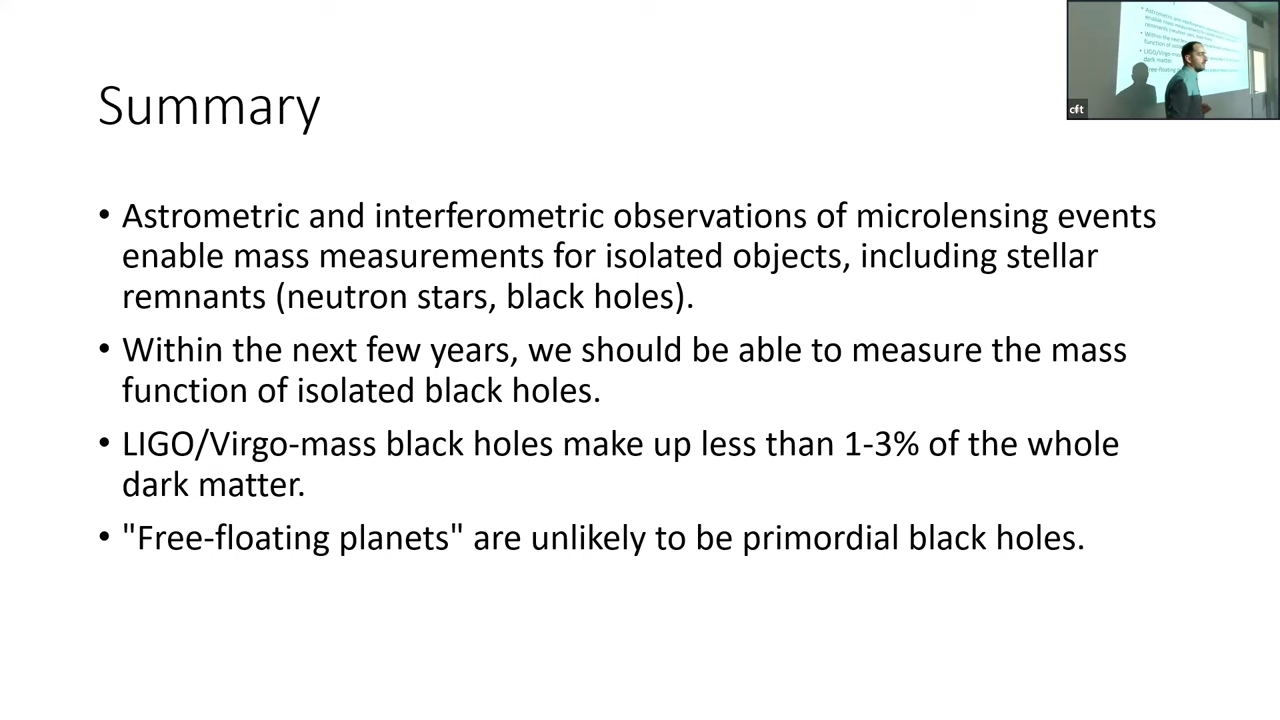 Summary
• Astrometric and interferometric observations of microlensing events
enable mass measurements for isolated objects, including stellar
remnants (neutron stars, black holes).
• Within the next few years, we should be able to measure the mass
function of isolated black holes.
• LIGO/Virgo-mass black holes make up less than 1-3% of the whole
dark matter.
• "Free-floating planets" are unlikely to be primordial black holes.
cft